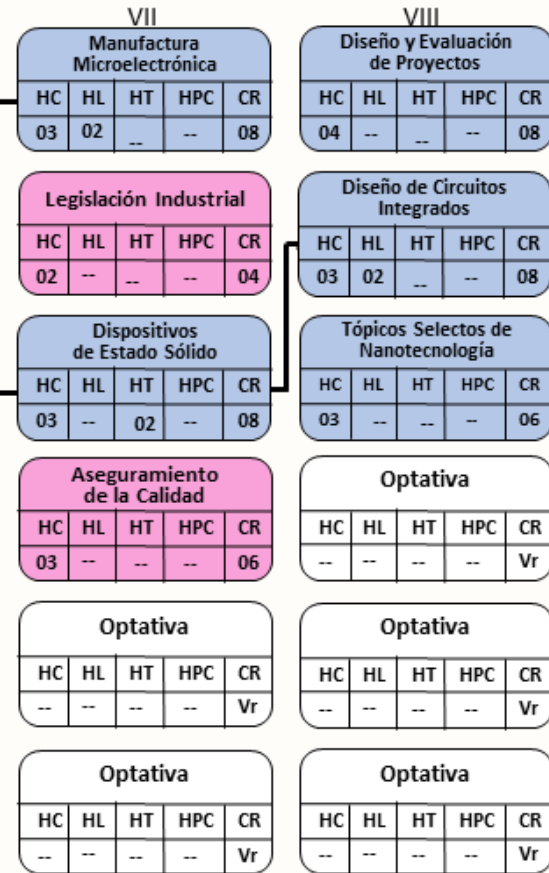 VII
Manufactura
Microelectrónica
HC HL HT HPC CR
03 02 -- -- 08
Legislación Industrial
HC HL HT HPC CR
02 -- -- -- 04
Dispositivos
de Estado Sólido
HC HL HT HPC CR
03 -- 02 -- 08
Aseguramiento
de la Calidad
HC HL HT HPC CR
03 -- -- -- 06
Optativa
HC HL HT HPC CR
-- -- -- -- Vr
Optativa
HC HL HT HPC CR
-- -- -- -- Vr
VIII
Diseño y Evaluación
de Proyectos
HC HL HT HPC CR
04 -- -- -- 08
Diseño de Circuitos
Integrados
HC HL HT HPC CR
03 02 -- -- 08
Tópicos Selectos de
Nanotecnología
HC HL HT HPC CR
03 -- -- -- 06
Optativa
HC HL HT HPC CR
-- -- -- -- Vr
Optativa
HC HL HT HPC CR
-- -- -- -- Vr
Optativa
HC HL HT HPC CR
-- -- -- -- Vr